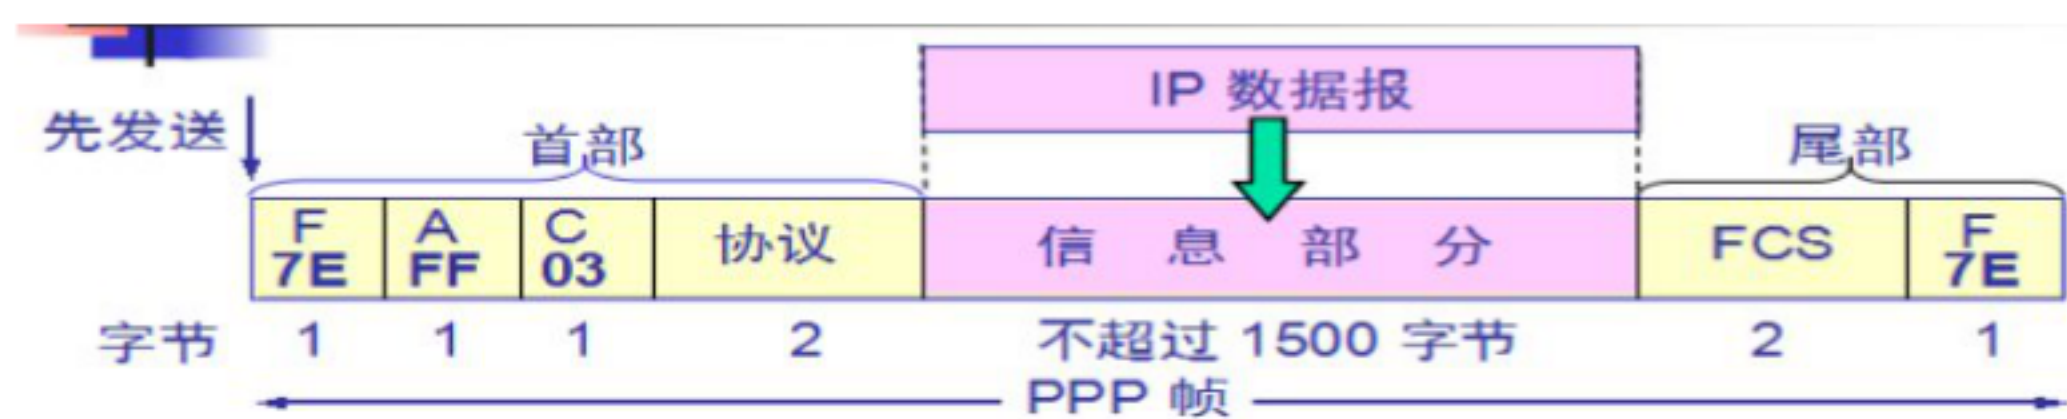 IP 数据报
先发送
首部
尾部
F A C 协议 信息部分 FCS F
7E FF 03 7E
字节 1 1 1 2 不超过 1500 字节 2 1
PPP 帧